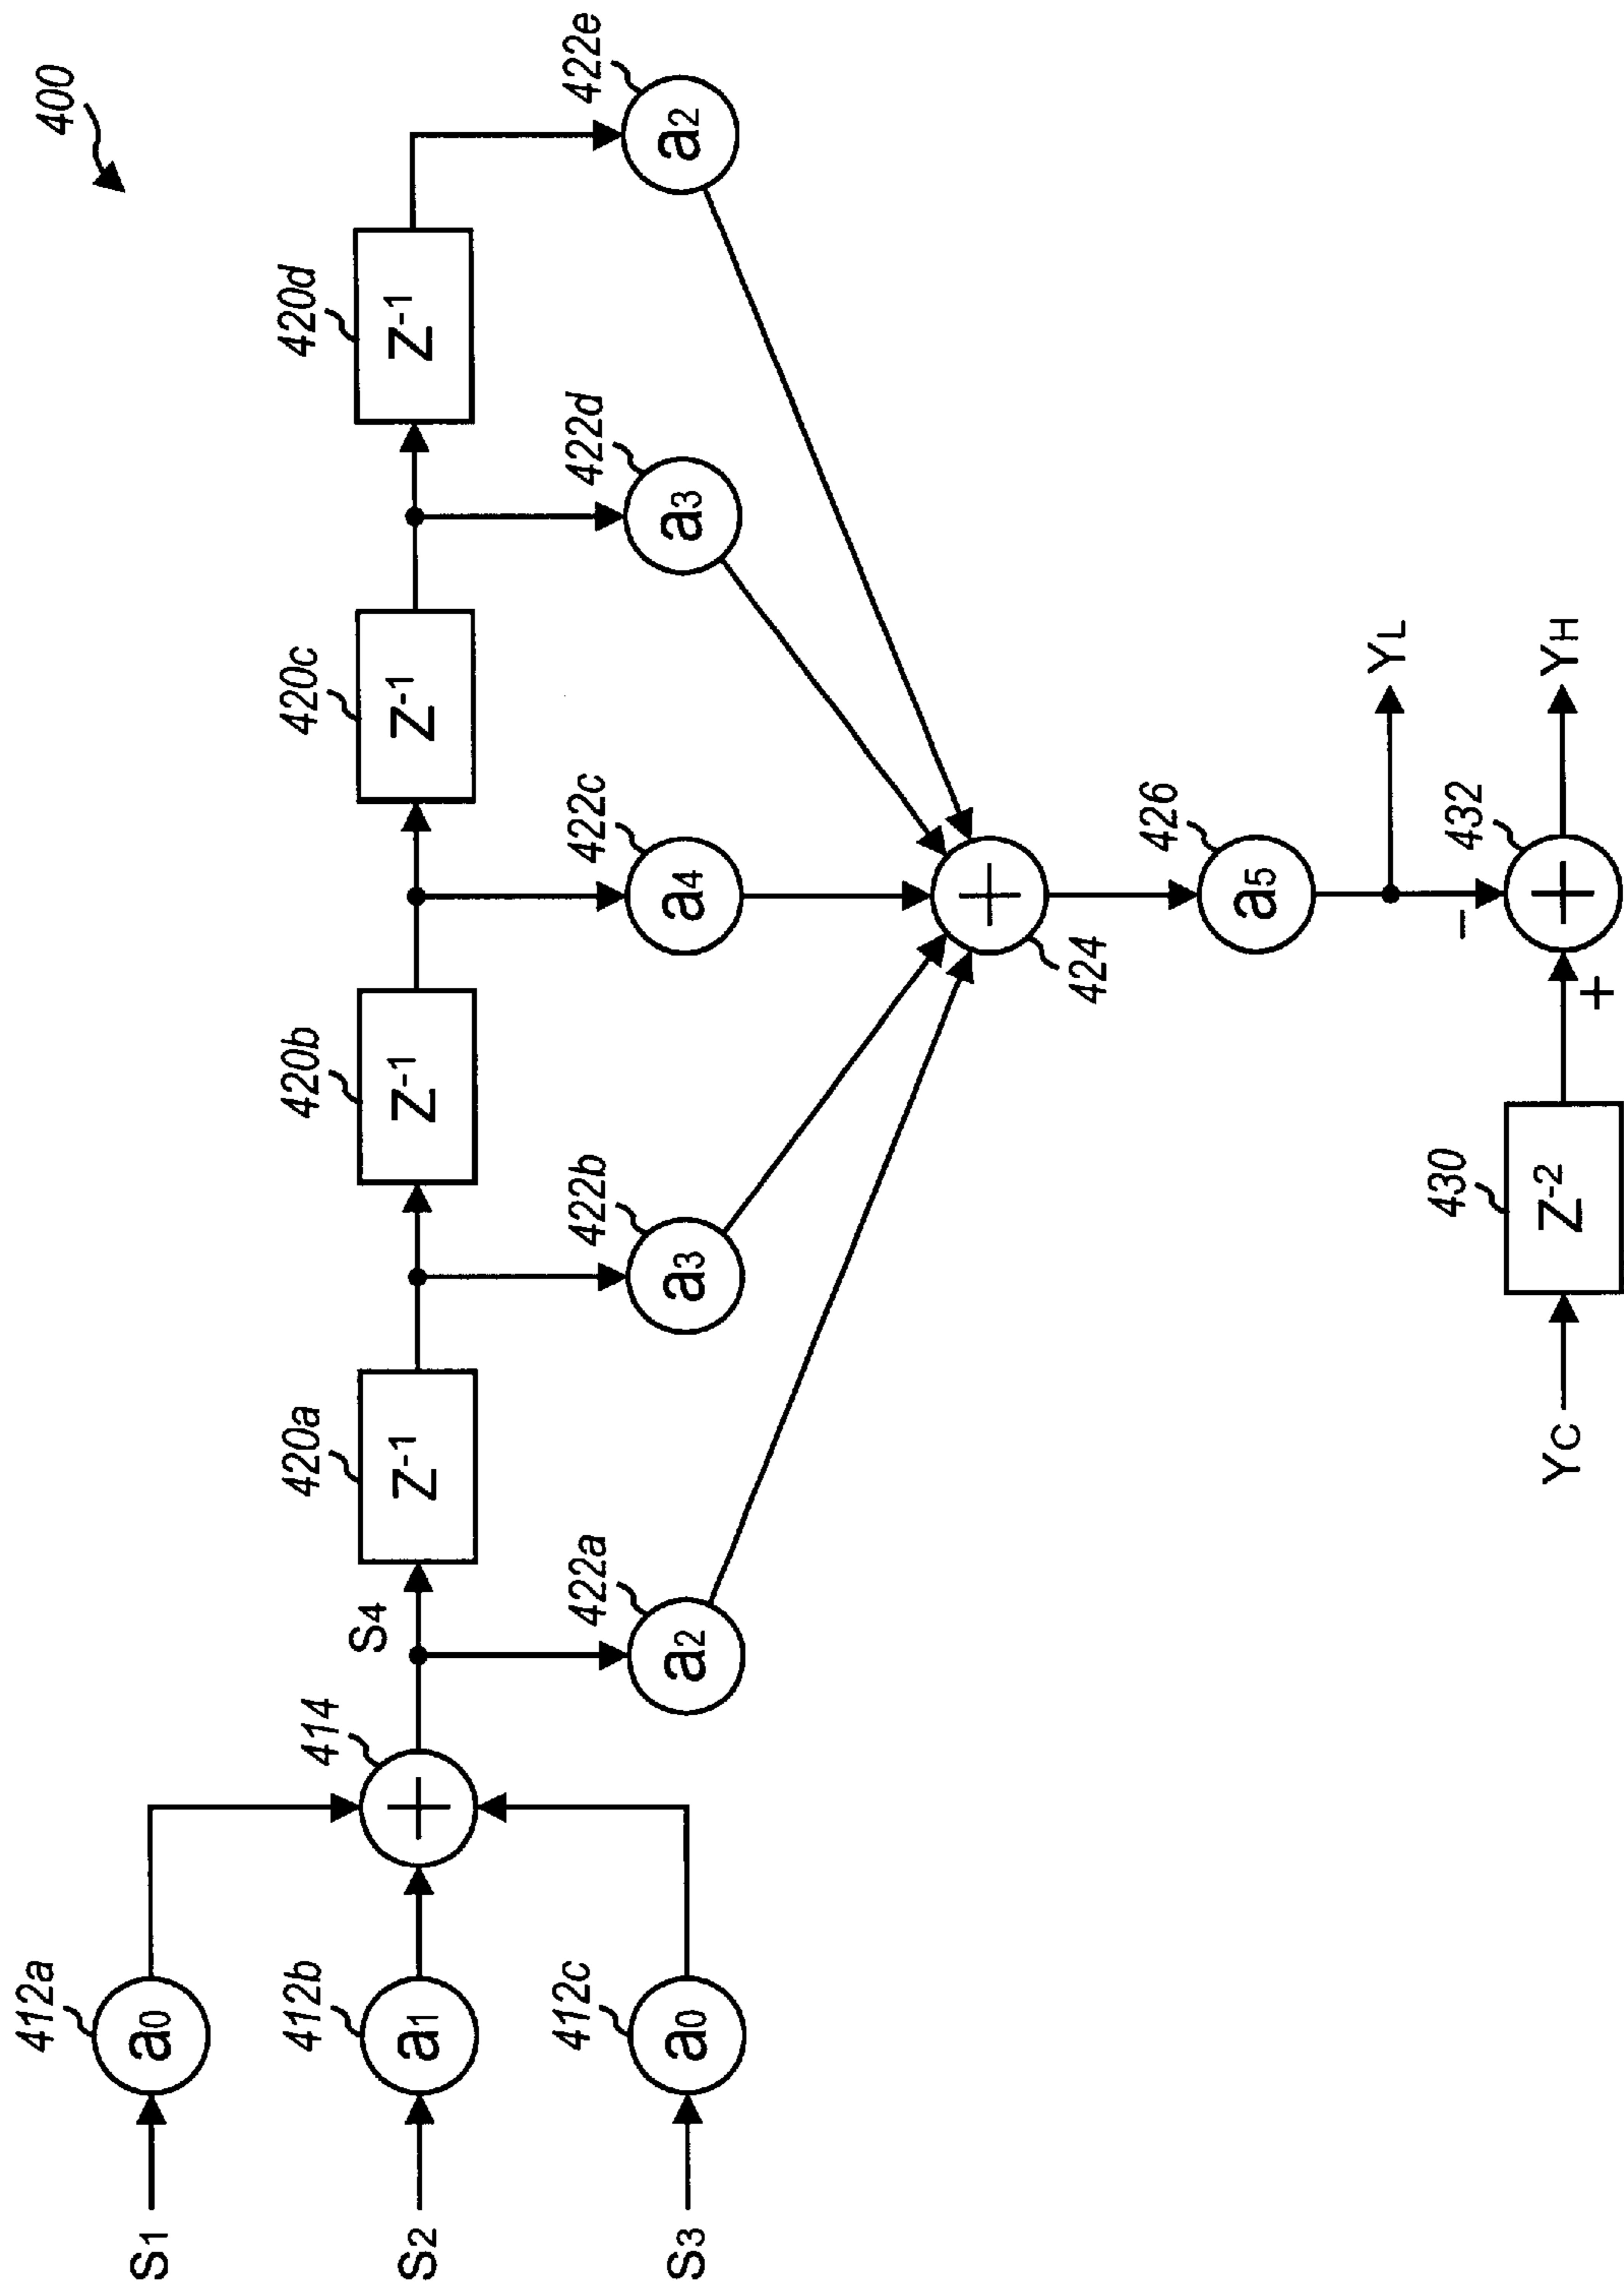 400
412a
a0
S1
412b
a1
S2
412c
a0
S3
414
S4
420a
Z-1
420b
Z-1
420c
Z-1
420d
Z-1
422a
a2
422b
a3
422c
a4
422d
a3
422e
a2
424
426
a5
YL
YC
430
Z-2
+
−
432
YH